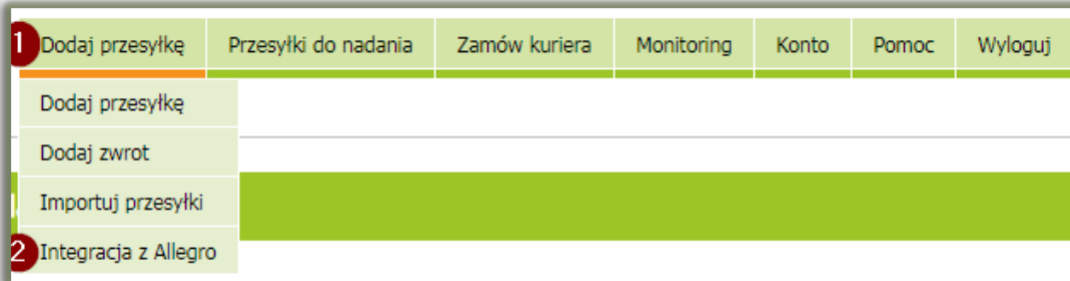 1 Dodaj przesyłkę Przesyłki do nadania Zamów kuriera Monitoring Konto Pomoc Wyloguj
Dodaj przesyłkę
Dodaj zwrot
Importuj przesyłki
2 Integracja z Allegro